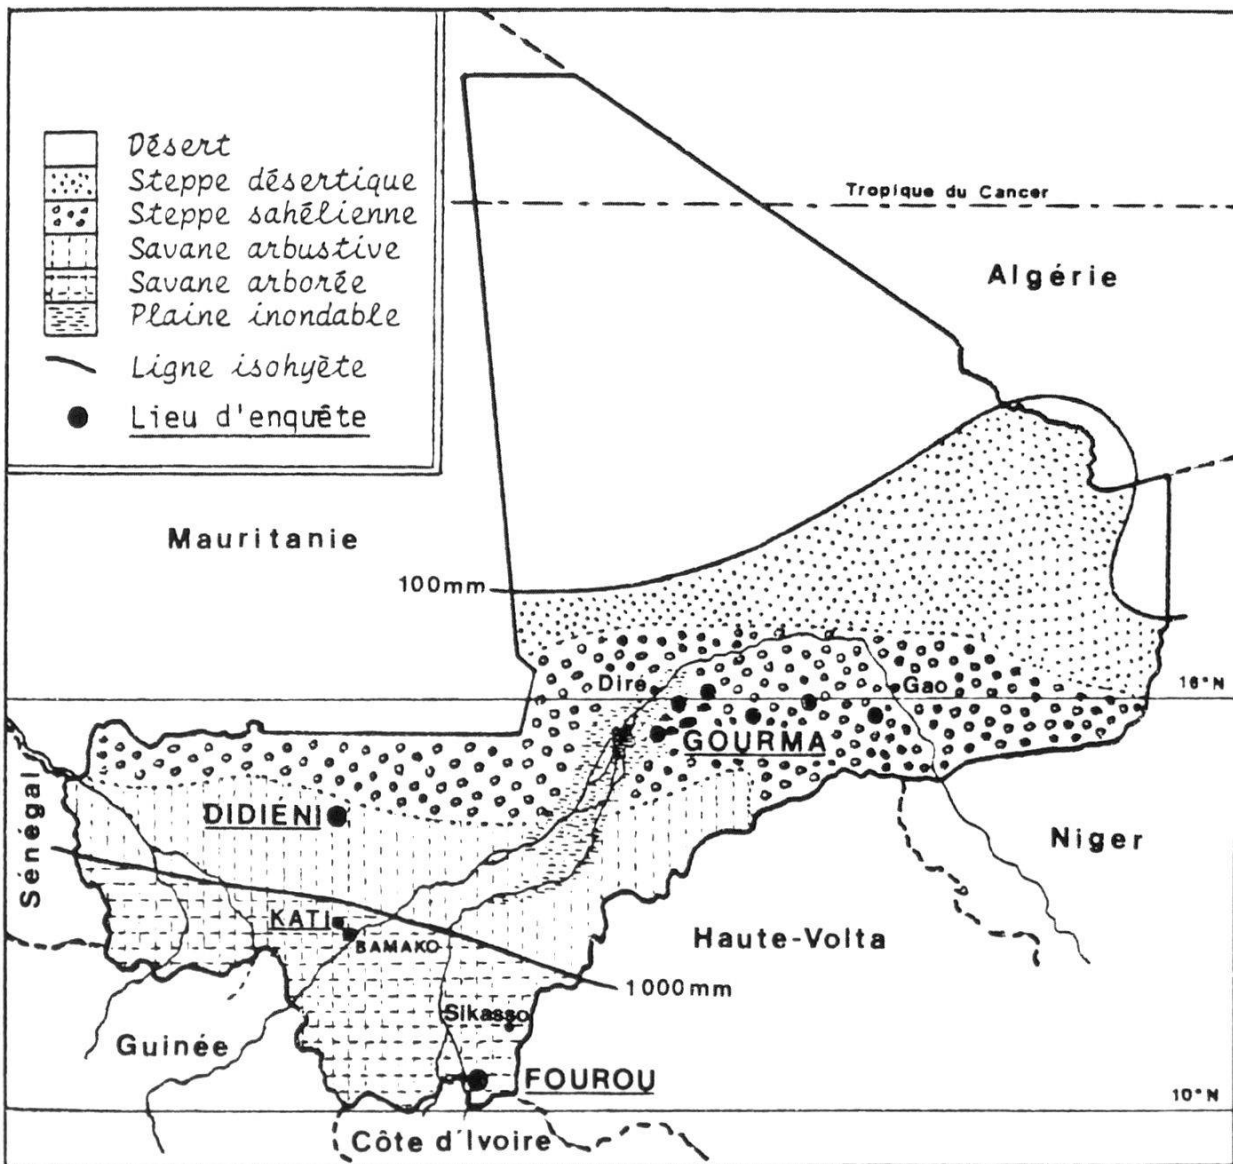 Désert
Steppe désertique
Steppe sahélienne
Savane arbustive
Savane arborée
Plaine inondable
Ligne isohyète
Lieu d'enquête
Tropique du Cancer
Algérie
Mauritanie
100mm
Diré
Gao
16°N
GOURMA
Sénégal
DIDIENI
Niger
KATI
BAMAKO
Haute-Volta
1000mm
Sikasso
Guinée
FOUROU
10°N
Côte d'Ivoire